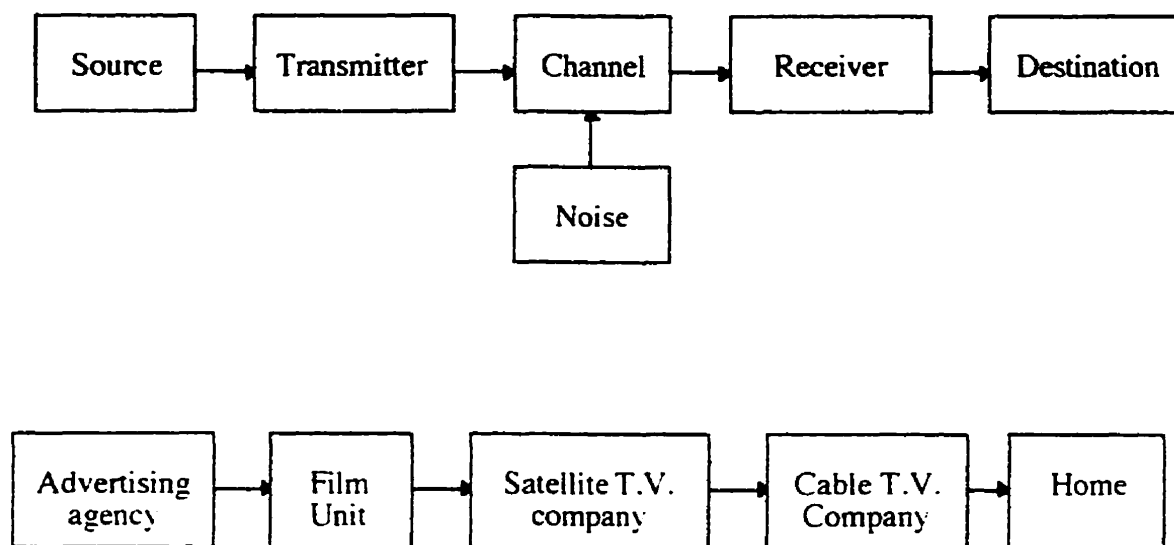 Source Transmitter Channel Receiver Destination
Noise
Advertising Film Satellite T.V. Cable T.V. Home
agency Unit company Company